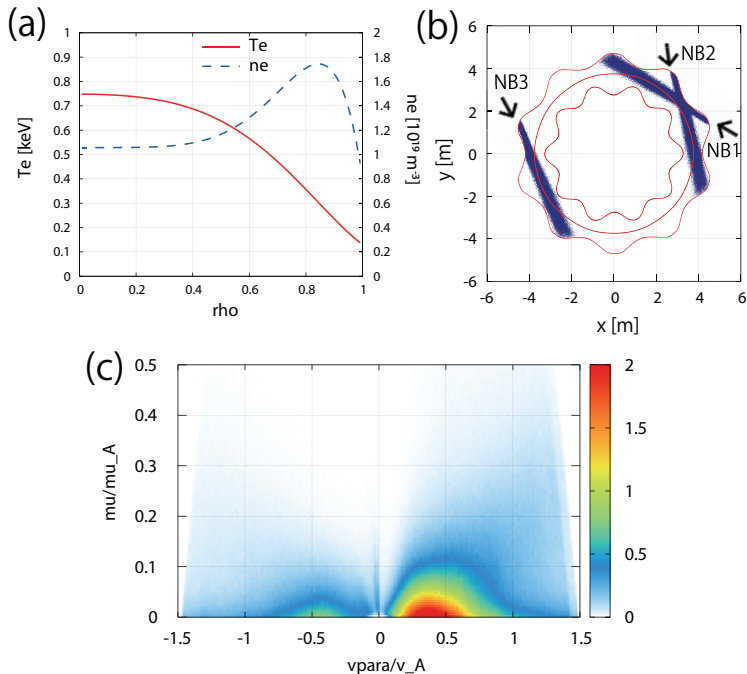 (a)
Te
ne
1
0.9
0.8
0.7
0.6
0.5
0.4
0.3
0.2
0.1
0
Te [keV]
2
1.8
1.6
1.4
1.2
1
0.8
0.6
0.4
0.2
0
ne [10¹⁹ m⁻³]
0 0.2 0.4 0.6 0.8 1
rho
(b)
NB2
NB3
NB1
6
4
2
0
-2
-4
-6
y [m]
-6 -4 -2 0 2 4 6
x [m]
(c)
0.5
0.4
0.3
0.2
0.1
0
mu/mu_A
-1.5 -1 -0.5 0 0.5 1 1.5
vpara/v_A
2
1.5
1
0.5
0